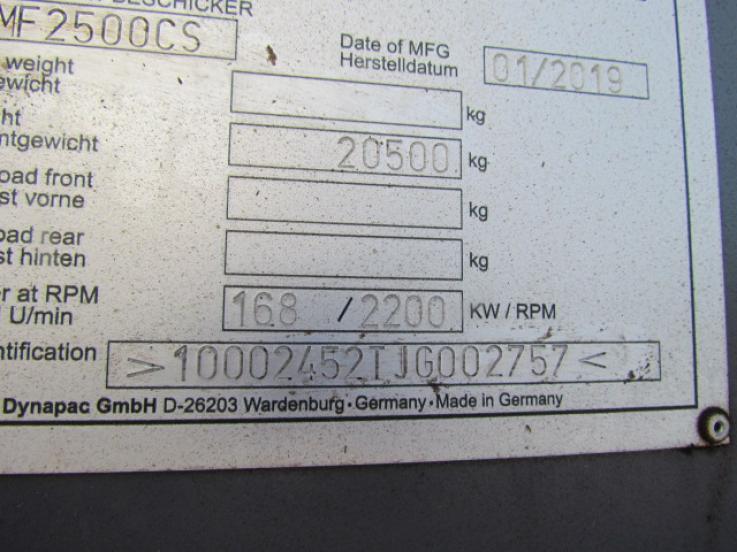 BESCHICKER
MF2500CS
Date of MFG
Herstelldatum
01/2019
weight
kg
ntgewicht
20500 kg
oad front
st vorne
kg
oad rear
st hinten
kg
er at RPM
U/min
168 / 2200 KW / RPM
ntification >10002452TJG002757<
Dynapac GmbH D-26203 Wardenburg·Germany·Made in Germany